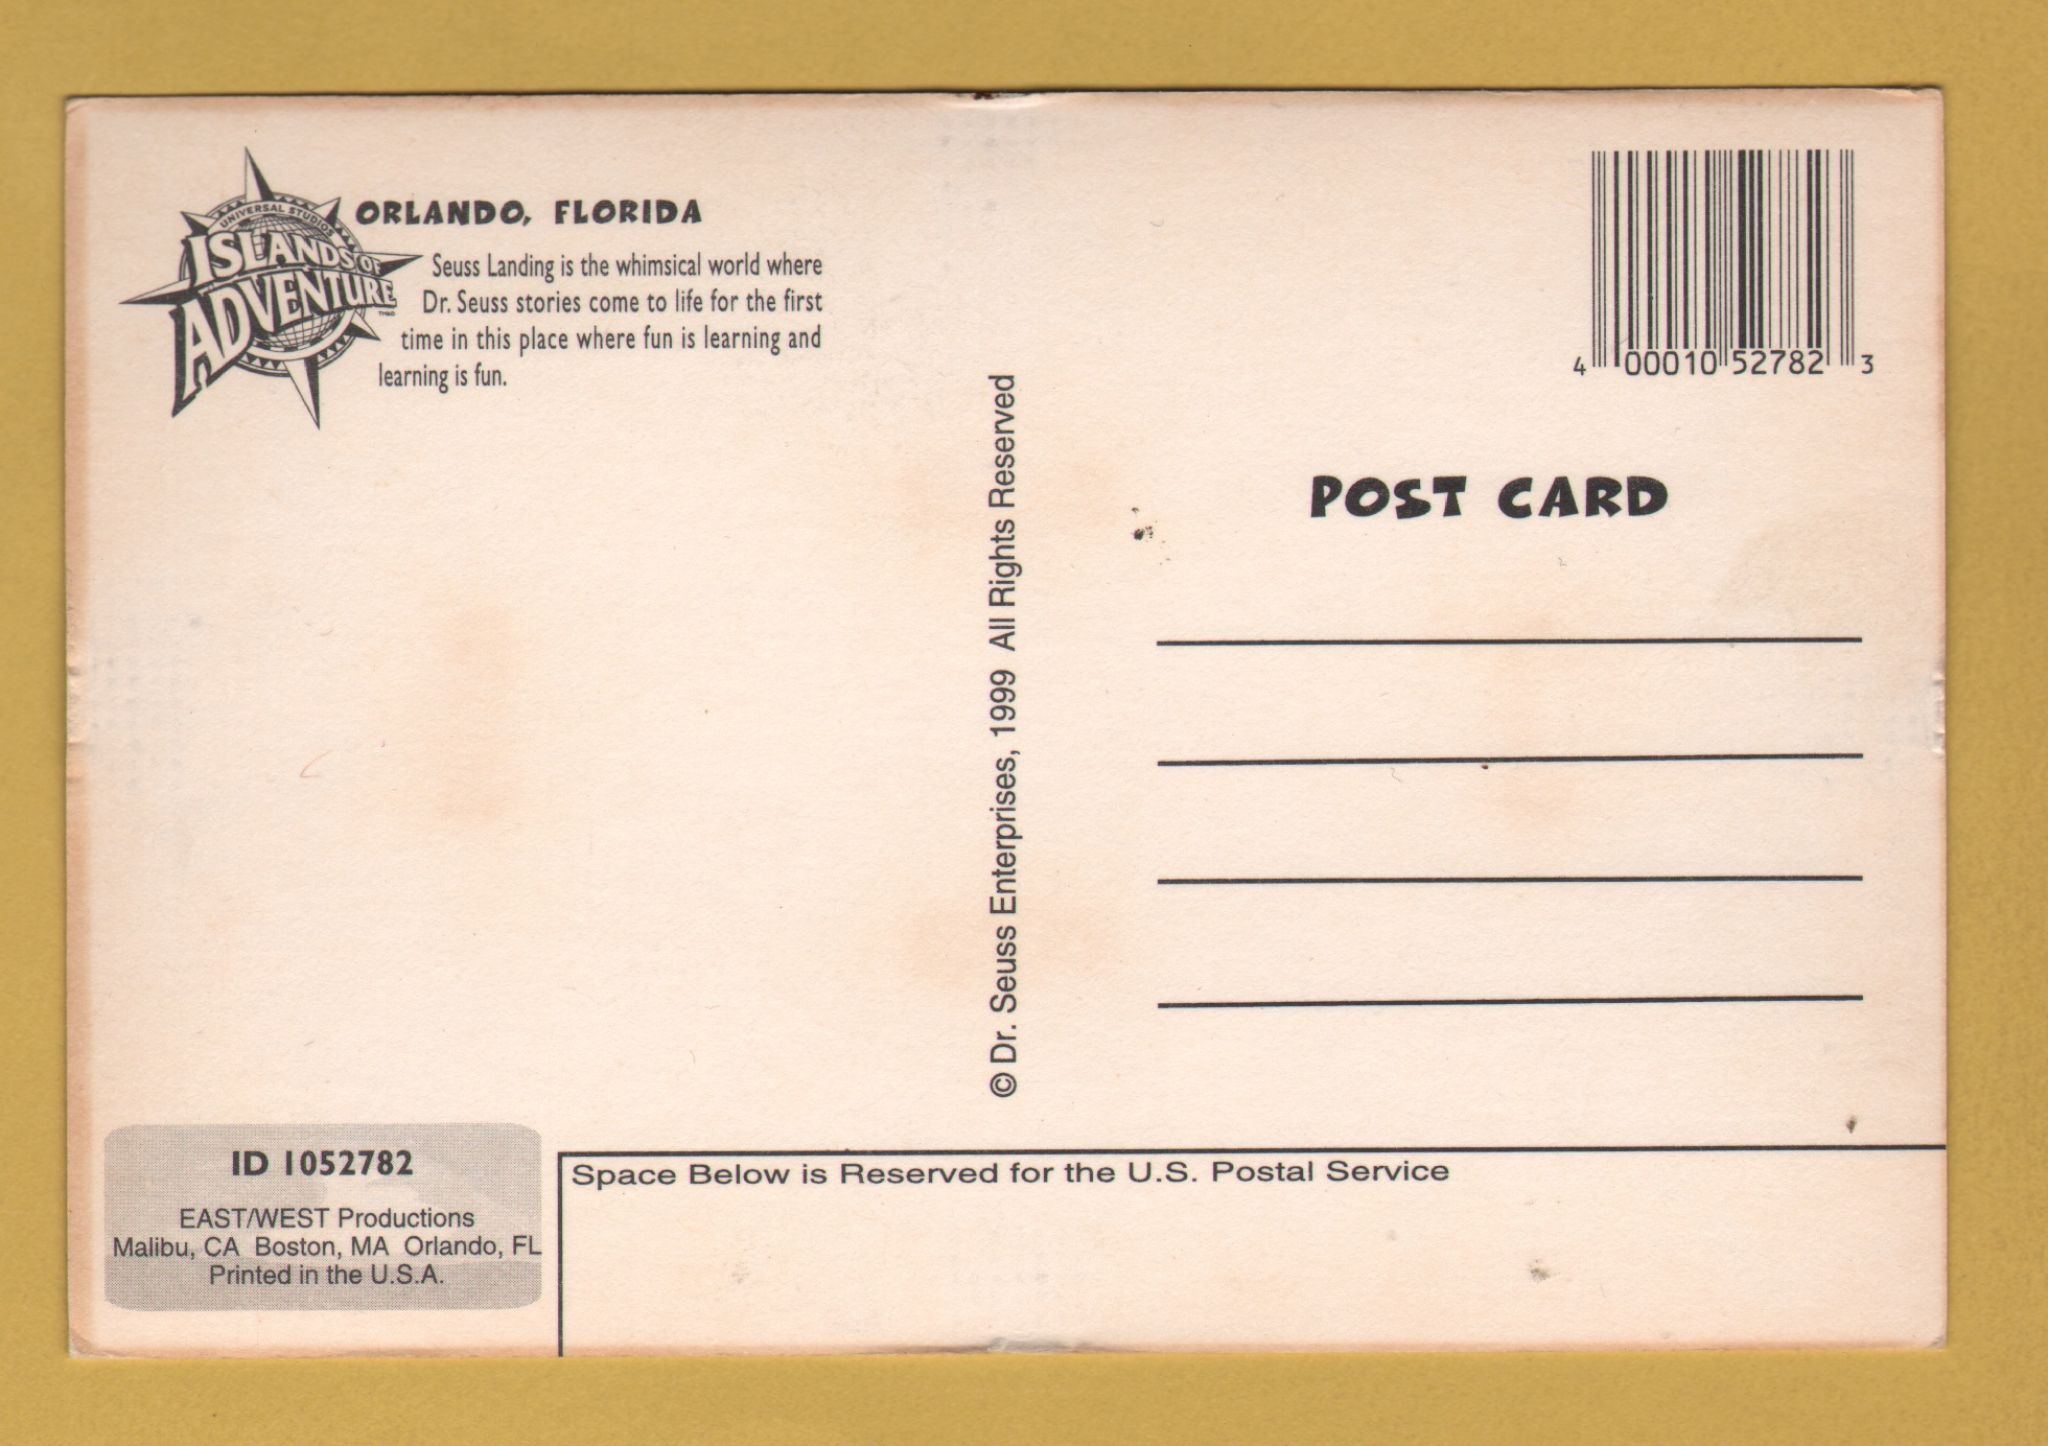 UNIVERSAL STUDIOS
ISLANDS OF
ADVENTURE
ORLANDO, FLORIDA
Seuss Landing is the whimsical world where
Dr. Seuss stories come to life for the first
time in this place where fun is learning and
learning is fun.
4 00010 52782 3
POST CARD
© Dr. Seuss Enterprises, 1999 All Rights Reserved
ID 1052782
EAST/WEST Productions
Malibu, CA Boston, MA Orlando, FL
Printed in the U.S.A.
Space Below is Reserved for the U.S. Postal Service